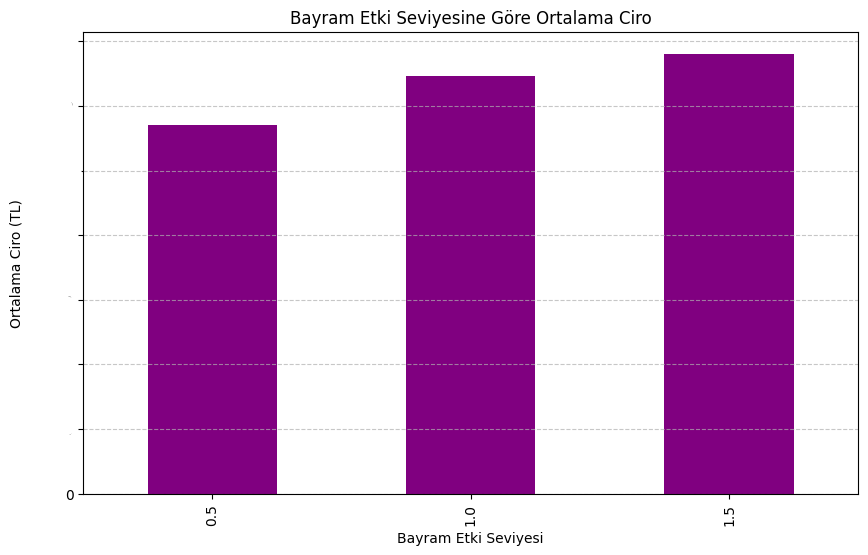 Bayram Etki Seviyesine Göre Ortalama Ciro
Ortalama Ciro (TL)
0
0.5
1.0
1.5
Bayram Etki Seviyesi